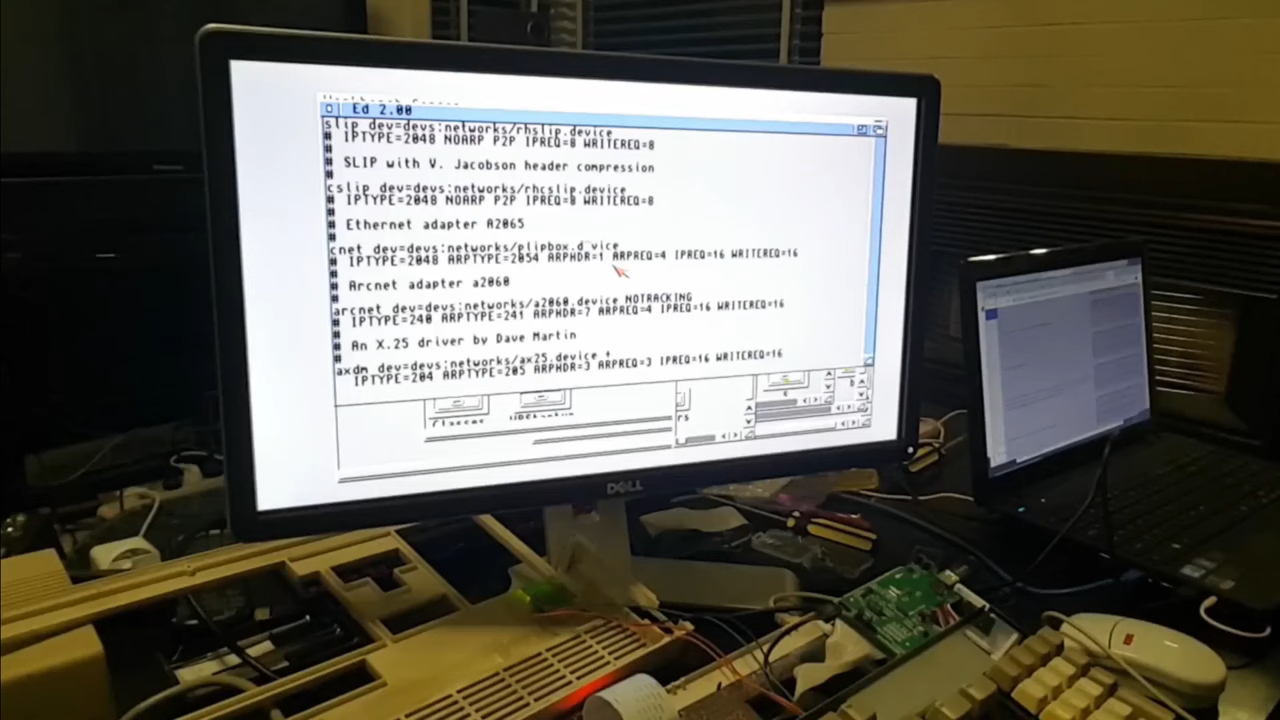 Ed 2.00
slip dev=devs:networks/rhslip.device
# IPTYPE=2048 NOARP P2P IPREQ=8 WRITEREQ=8
#
# SLIP with V. Jacobson header compression
#
cslip dev=devs:networks/rhcslip.device
# IPTYPE=2048 NOARP P2P IPREQ=8 WRITEREQ=8
#
# Ethernet adapter A2065
#
cnet dev=devs:networks/plipbox.d vice
# IPTYPE=2048 ARPTYPE=2054 ARPHDR=1 ARPREQ=4 IPREQ=16 WRITEREQ=16
#
# Arcnet adapter a2060
#
arcnet dev=devs:networks/a2060.device NOTRACKING
# IPTYPE=240 ARPTYPE=241 ARPHDR=7 ARPREQ=4 IPREQ=16 WRITEREQ=16
#
# An X.25 driver by Dave Martin
#
axdm dev=devs:networks/ax25.device +
IPTYPE=204 ARPTYPE=205 ARPHDR=3 ARPREQ=3 IPREQ=16 WRITEREQ=16
rs
DELL